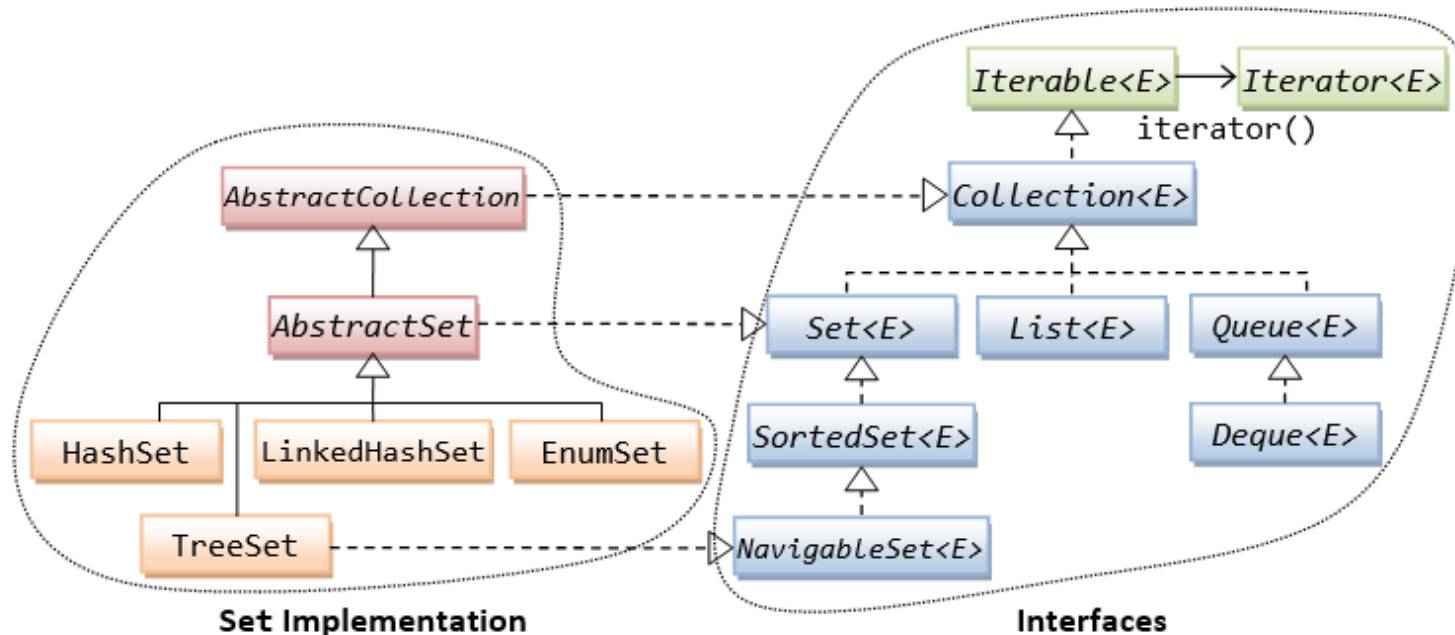 Iterable<E>
Iterator<E>
iterator()
AbstractCollection
Collection<E>
AbstractSet
Set<E>
List<E>
Queue<E>
HashSet
LinkedHashSet
EnumSet
SortedSet<E>
Deque<E>
TreeSet
NavigableSet<E>
Set Implementation
Interfaces